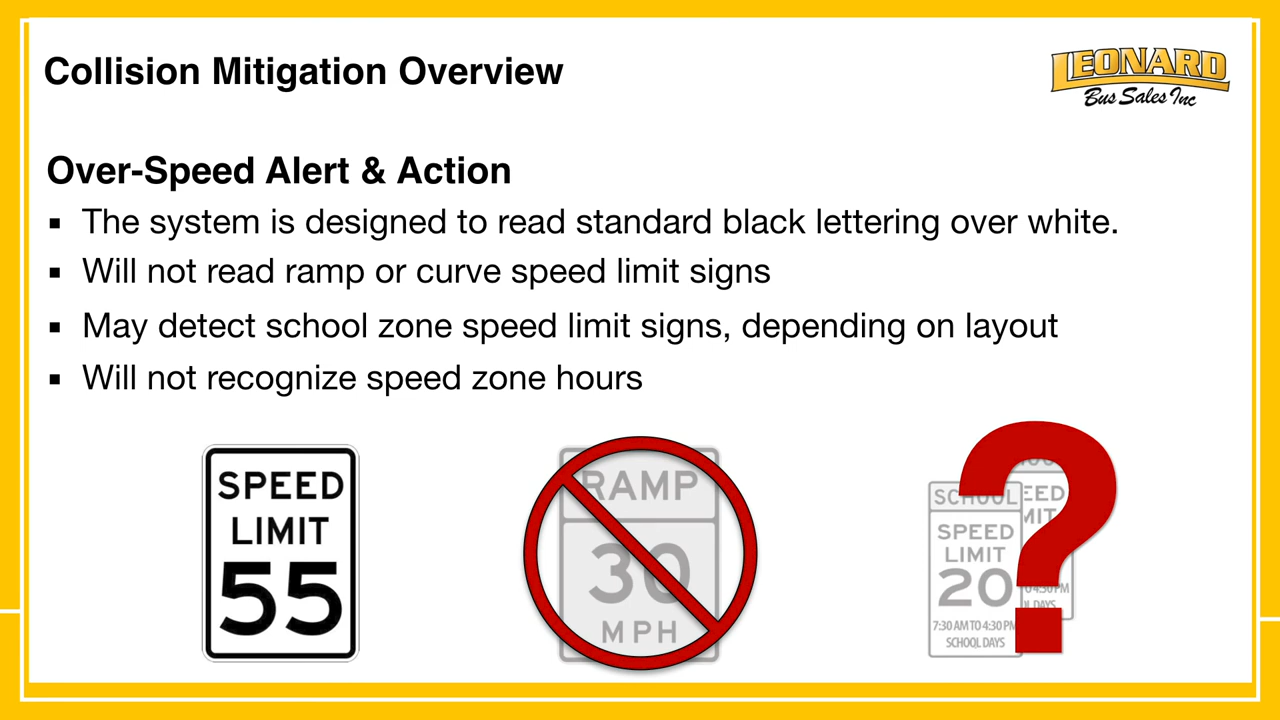 Collision Mitigation Overview
LEONARD
Bus Sales Inc
Over-Speed Alert & Action
▪ The system is designed to read standard black lettering over white.
▪ Will not read ramp or curve speed limit signs
▪ May detect school zone speed limit signs, depending on layout
▪ Will not recognize speed zone hours
SPEED
LIMIT
55
RAMP
30
MPH
SCHOOL
SPEED
LIMIT
20
7:30 AM TO 4:30 PM
SCHOOL DAYS
?